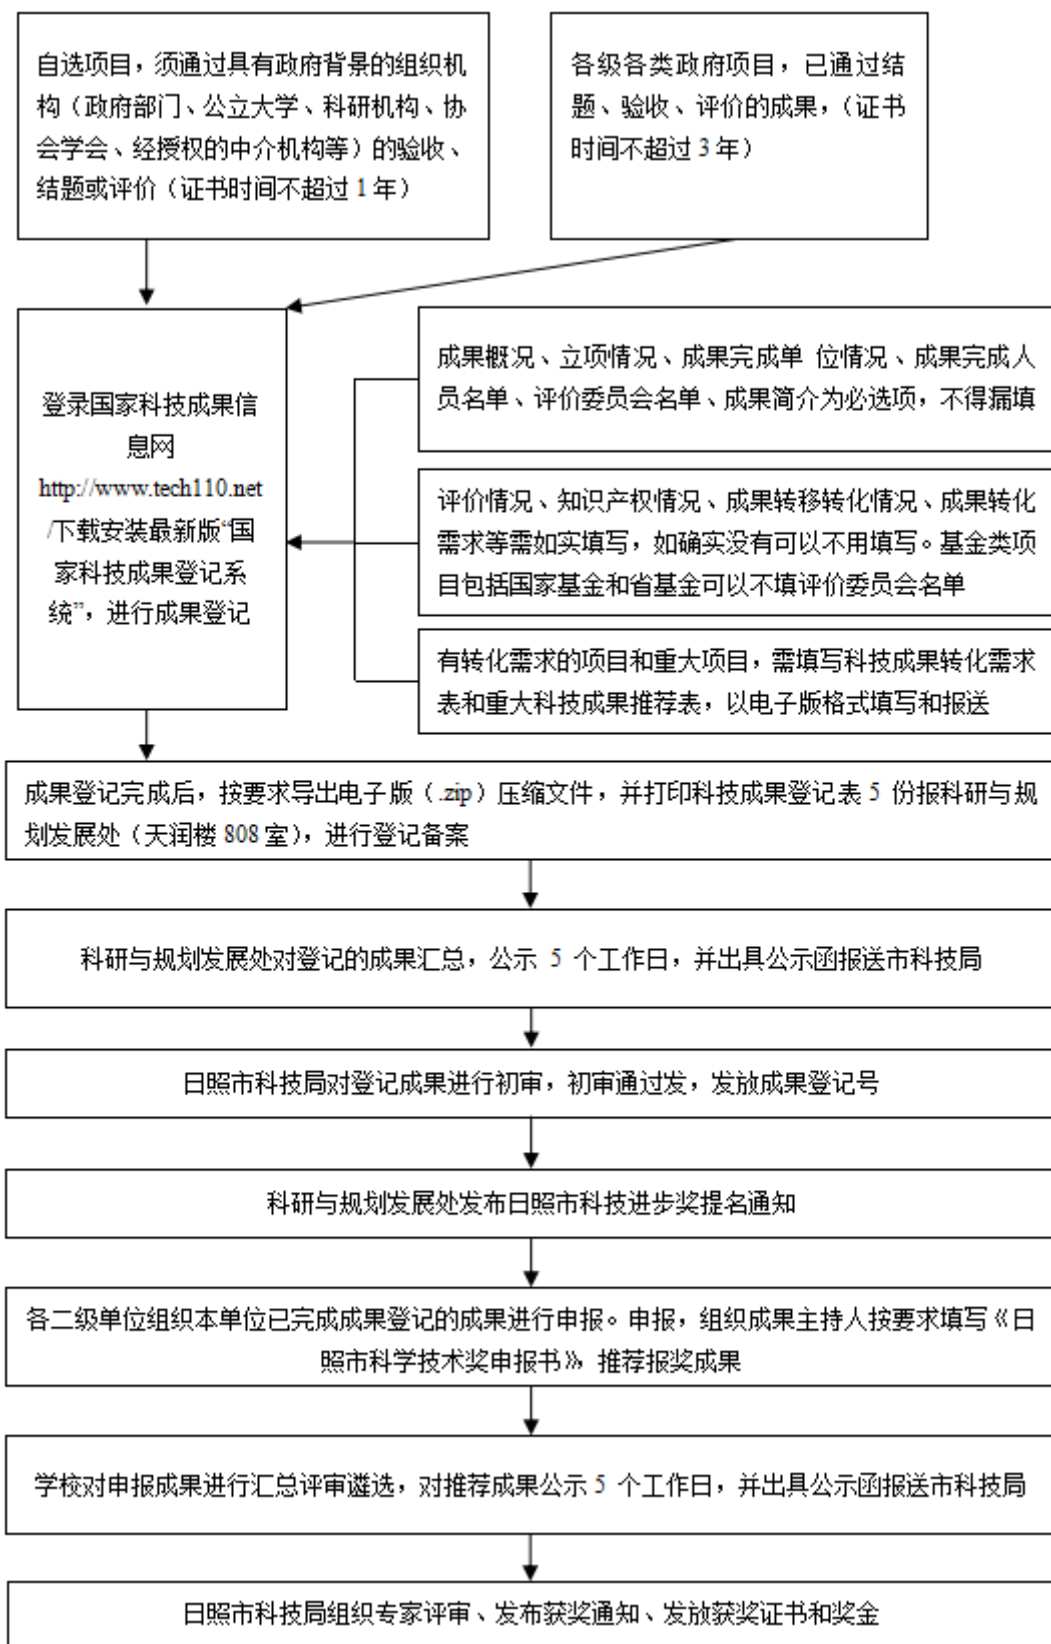 自选项目，须通过具有政府背景的组织机
构（政府部门、公立大学、科研机构、协
会学会、经授权的中介机构等）的验收、
结题或评价（证书时间不超过 1 年）
各级各类政府项目，已通过结
题、验收、评价的成果，（证书
时间不超过 3 年）
登录国家科技成果信
息网
http://www.tech110.net
/下载安装最新版“国
家科技成果登记系
统”，进行成果登记
成果概况、立项情况、成果完成单 位情况、成果完成人
员名单、评价委员会名单、成果简介为必选项，不得漏填
评价情况、知识产权情况、成果转移转化情况、成果转化
需求等需如实填写，如确实没有可以不用填写。基金类项
目包括国家基金和省基金可以不填评价委员会名单
有转化需求的项目和重大项目，需填写科技成果转化需求
表和重大科技成果推荐表，以电子版格式填写和报送
成果登记完成后，按要求导出电子版（.zip）压缩文件，并打印科技成果登记表 5 份报科研与规
划发展处（天润楼 808 室），进行登记备案
科研与规划发展处对登记的成果汇总，公示 5 个工作日，并出具公示函报送市科技局
日照市科技局对登记成果进行初审，初审通过发，发放成果登记号
科研与规划发展处发布日照市科技进步奖提名通知
各二级单位组织本单位已完成成果登记的成果进行申报。申报，组织成果主持人按要求填写《日
照市科学技术奖申报书》，推荐报奖成果
学校对申报成果进行汇总评审遴选，对推荐成果公示 5 个工作日，并出具公示函报送市科技局
日照市科技局组织专家评审、发布获奖通知、发放获奖证书和奖金